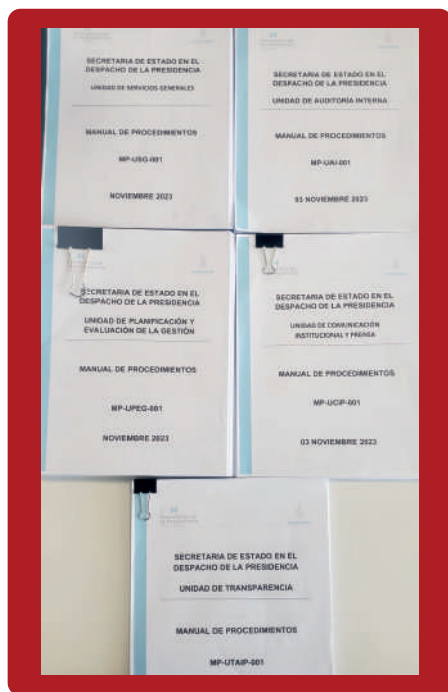 SECRETARIA DE ESTADO EN EL
DESPACHO DE LA PRESIDENCIA
UNIDAD DE SERVICIOS GENERALES
MANUAL DE PROCEDIMIENTOS
MP-USG-001
NOVIEMBRE 2023
SECRETARIA DE ESTADO EN EL
DESPACHO DE LA PRESIDENCIA
UNIDAD DE AUDITORÍA INTERNA
MANUAL DE PROCEDIMIENTOS
MP-UAI-001
03 NOVIEMBRE 2023
SECRETARIA DE ESTADO EN EL
DESPACHO DE LA PRESIDENCIA
UNIDAD DE PLANIFICACIÓN Y
EVALUACIÓN DE LA GESTIÓN
MANUAL DE PROCEDIMIENTOS
MP-UPEG-001
NOVIEMBRE 2023
SECRETARIA DE ESTADO EN EL
DESPACHO DE LA PRESIDENCIA
UNIDAD DE COMUNICACIÓN
INSTITUCIONAL Y PRENSA
MANUAL DE PROCEDIMIENTOS
MP-UCIP-001
03 NOVIEMBRE 2023
SECRETARIA DE ESTADO EN EL
DESPACHO DE LA PRESIDENCIA
UNIDAD DE TRANSPARENCIA
MANUAL DE PROCEDIMIENTOS
MP-UTAIP-001